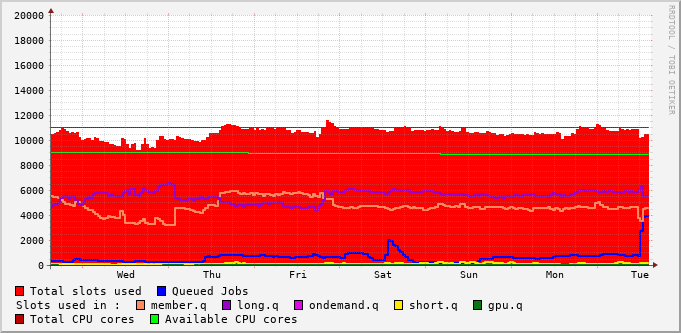 RRDTOOL / TOBI OETIKER
20000
18000
16000
14000
12000
10000
8000
6000
4000
2000
0
Wed Thu Fri Sat Sun Mon Tue
Total slots used Queued Jobs
Slots used in : member.q long.q ondemand.q short.q gpu.q
Total CPU cores Available CPU cores